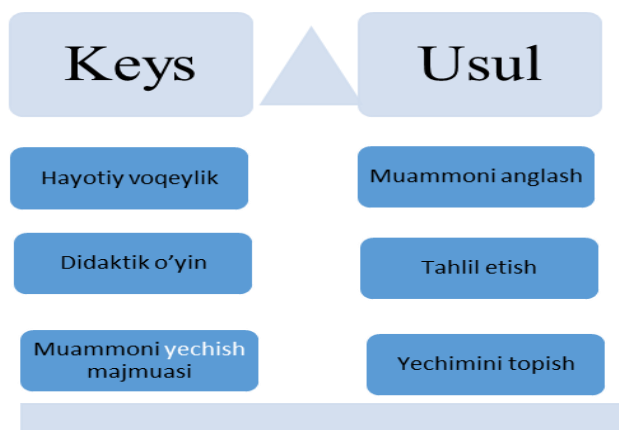 Keys
Usul
Hayotiy voqeylik
Muammoni anglash
Didaktik o’yin
Tahlil etish
Muammoni yechish
majmuasi
Yechimini topish